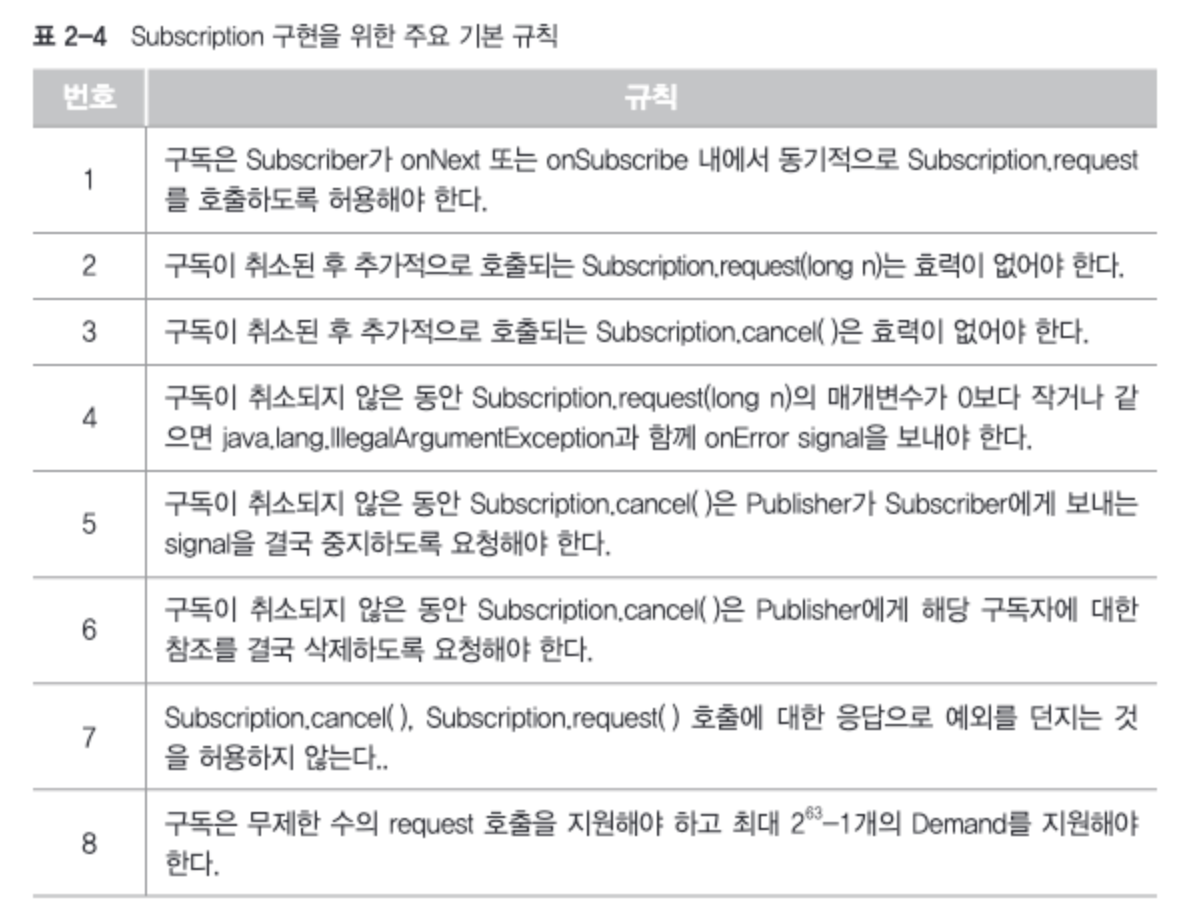 표 2-4 Subscription 구현을 위한 주요 기본 규칙
번호 규칙
1 구독은 Subscriber가 onNext 또는 onSubscribe 내에서 동기적으로 Subscription.request
를 호출하도록 허용해야 한다.
2 구독이 취소된 후 추가적으로 호출되는 Subscription.request(long n)는 효력이 없어야 한다.
3 구독이 취소된 후 추가적으로 호출되는 Subscription.cancel( )은 효력이 없어야 한다.
4 구독이 취소되지 않은 동안 Subscription.request(long n)의 매개변수가 0보다 작거나 같
으면 java.lang.IllegalArgumentException과 함께 onError signal을 보내야 한다.
5 구독이 취소되지 않은 동안 Subscription.cancel( )은 Publisher가 Subscriber에게 보내는
signal을 결국 중지하도록 요청해야 한다.
6 구독이 취소되지 않은 동안 Subscription.cancel( )은 Publisher에게 해당 구독자에 대한
참조를 결국 삭제하도록 요청해야 한다.
7 Subscription.cancel( ), Subscription.request( ) 호출에 대한 응답으로 예외를 던지는 것
을 허용하지 않는다..
8 구독은 무제한 수의 request 호출을 지원해야 하고 최대 2⁶³-1개의 Demand를 지원해야
한다.